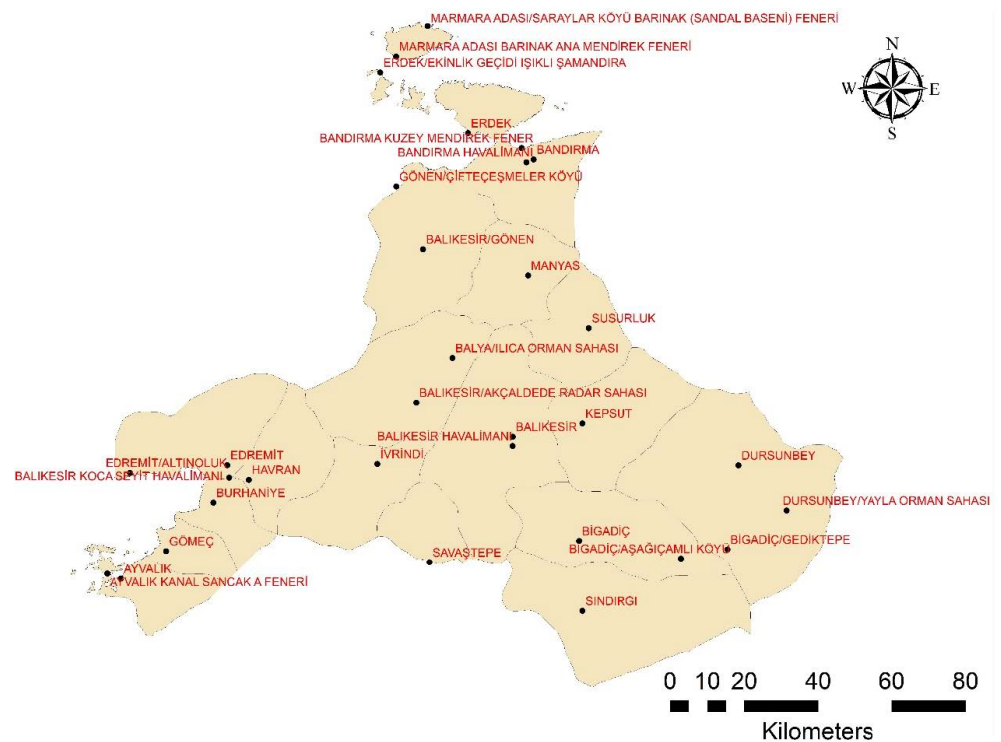 MARMARA ADASI/SARAYLAR KÖYÜ BARINAK (SANDAL BASENİ) FENERİ
MARMARA ADASI BARINAK ANA MENDİREK FENERİ
N
ERDEK/EKİNLİK GEÇİDİ IŞIKLI ŞAMANDIRA
W E
S
ERDEK
BANDIRMA KUZEY MENDİREK FENER
BANDIRMA HAVALİMANI BANDIRMA
GÖNEN/ÇİFTEÇEŞMELER KÖYÜ
BALIKESİR/GÖNEN
MANYAS
SUSURLUK
BALYA/ILICA ORMAN SAHASI
BALIKESİR/AKÇALDEDE RADAR SAHASI
KEPSUT
BALIKESİR
BALIKESİR HAVALİMANI
İVRİNDİ
EDREMİT
DURSUNBEY
EDREMİT/ALTINOLUK
HAVRAN
BALIKESİR KOCA SEYİT HAVALİMANI
BURHANİYE
DURSUNBEY/YAYLA ORMAN SAHASI
BİGADİÇ
BİGADİÇ/GEDİKTEPE
GÖMEÇ
BİGADİÇ/AŞAĞIÇAMLI KÖYÜ
SAVAŞTEPE
AYVALIK
AYVALIK KANAL SANCAK A FENERİ
SINDIRGI
0 10 20 40 60 80
Kilometers